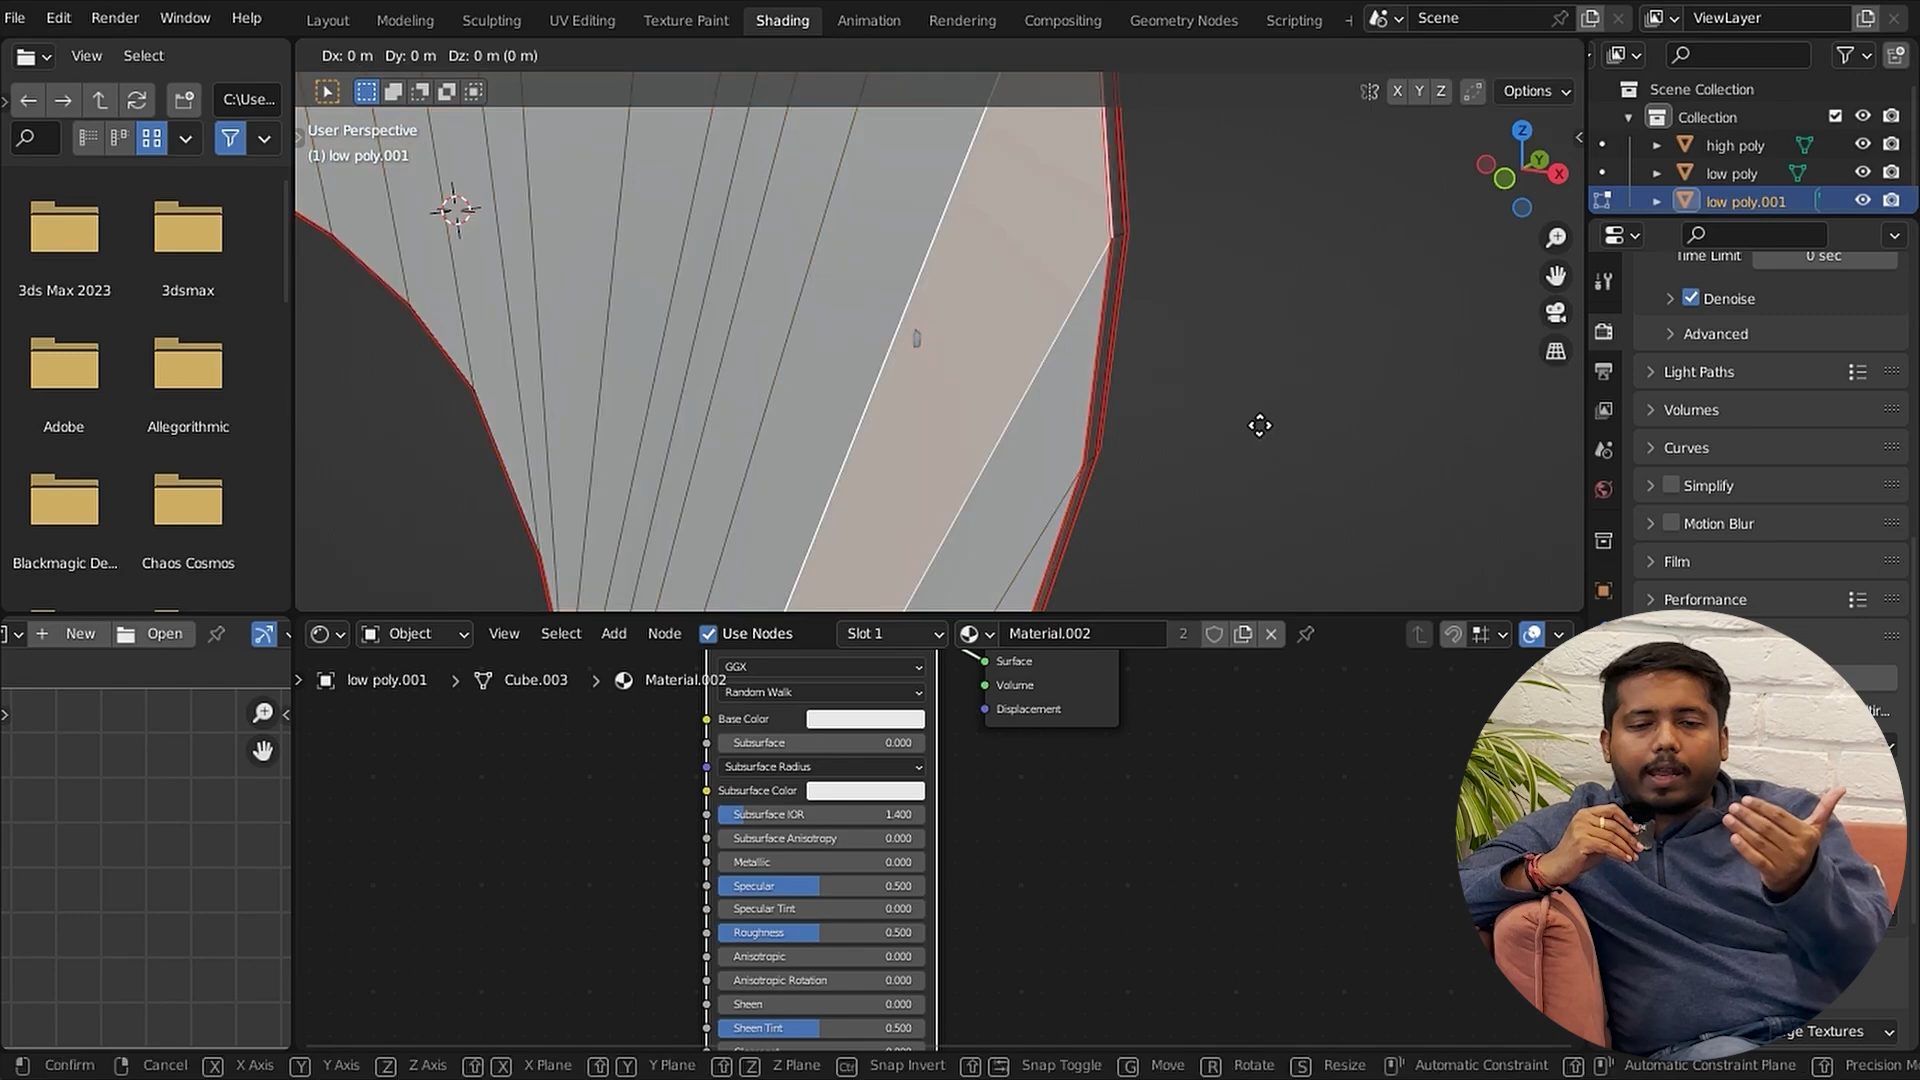 File Edit Render Window Help
Layout Modeling Sculpting UV Editing Texture Paint Shading Animation Rendering Compositing Geometry Nodes Scripting
Scene
ViewLayer
View Select
Dx: 0 m Dy: 0 m Dz: 0 m (0 m)
C:\Use...
X Y Z Options
User Perspective
(1) low poly.001
Z
Y
X
Scene Collection
Collection
high poly
low poly
low poly.001
3ds Max 2023
3dsmax
Adobe
Allegorithmic
Blackmagic De...
Chaos Cosmos
Time Limit 0 sec
Denoise
Advanced
Light Paths
Volumes
Curves
Simplify
Motion Blur
Film
Performance
New Open
Object View Select Add Node Use Nodes Slot 1 Material.002 2
low poly.001 > Cube.003 > Material.002
GGX
Random Walk
Base Color
Subsurface 0.000
Subsurface Radius
Subsurface Color
Subsurface IOR 1.400
Subsurface Anisotropy 0.000
Metallic 0.000
Specular 0.500
Specular Tint 0.000
Roughness 0.500
Anisotropic 0.000
Anisotropic Rotation 0.000
Sheen 0.000
Sheen Tint 0.500
Surface
Volume
Displacement
ge Textures
Confirm Cancel X X Axis Y Y Axis Z Z Axis X X Plane Y Y Plane Z Z Plane Ctrl Snap Invert Snap Toggle G Move R Rotate S Resize Automatic Constraint Automatic Constraint Plane Precision M